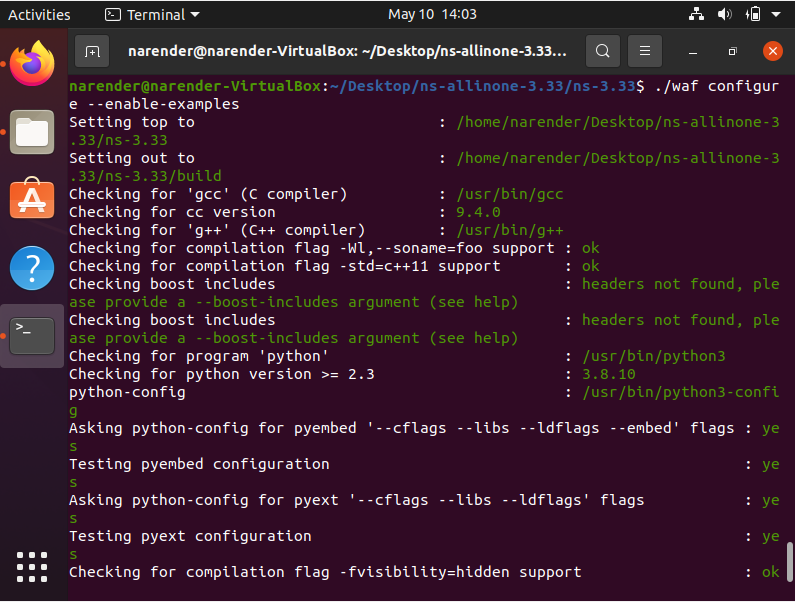 Activities Terminal May 10 14:03
narender@narender-VirtualBox: ~/Desktop/ns-allinone-3.33...
narender@narender-VirtualBox:~/Desktop/ns-allinone-3.33/ns-3.33$ ./waf configur
e --enable-examples
Setting top to : /home/narender/Desktop/ns-allinone-3
.33/ns-3.33
Setting out to : /home/narender/Desktop/ns-allinone-3
.33/ns-3.33/build
Checking for 'gcc' (C compiler) : /usr/bin/gcc
Checking for cc version : 9.4.0
Checking for 'g++' (C++ compiler) : /usr/bin/g++
Checking for compilation flag -Wl,--soname=foo support : ok
Checking for compilation flag -std=c++11 support : ok
Checking boost includes : headers not found, ple
ase provide a --boost-includes argument (see help)
Checking boost includes : headers not found, ple
ase provide a --boost-includes argument (see help)
Checking for program 'python' : /usr/bin/python3
Checking for python version >= 2.3 : 3.8.10
python-config : /usr/bin/python3-confi
g
Asking python-config for pyembed '--cflags --libs --ldflags --embed' flags : ye
s
Testing pyembed configuration : ye
s
Asking python-config for pyext '--cflags --libs --ldflags' flags : ye
s
Testing pyext configuration : ye
s
Checking for compilation flag -fvisibility=hidden support : ok